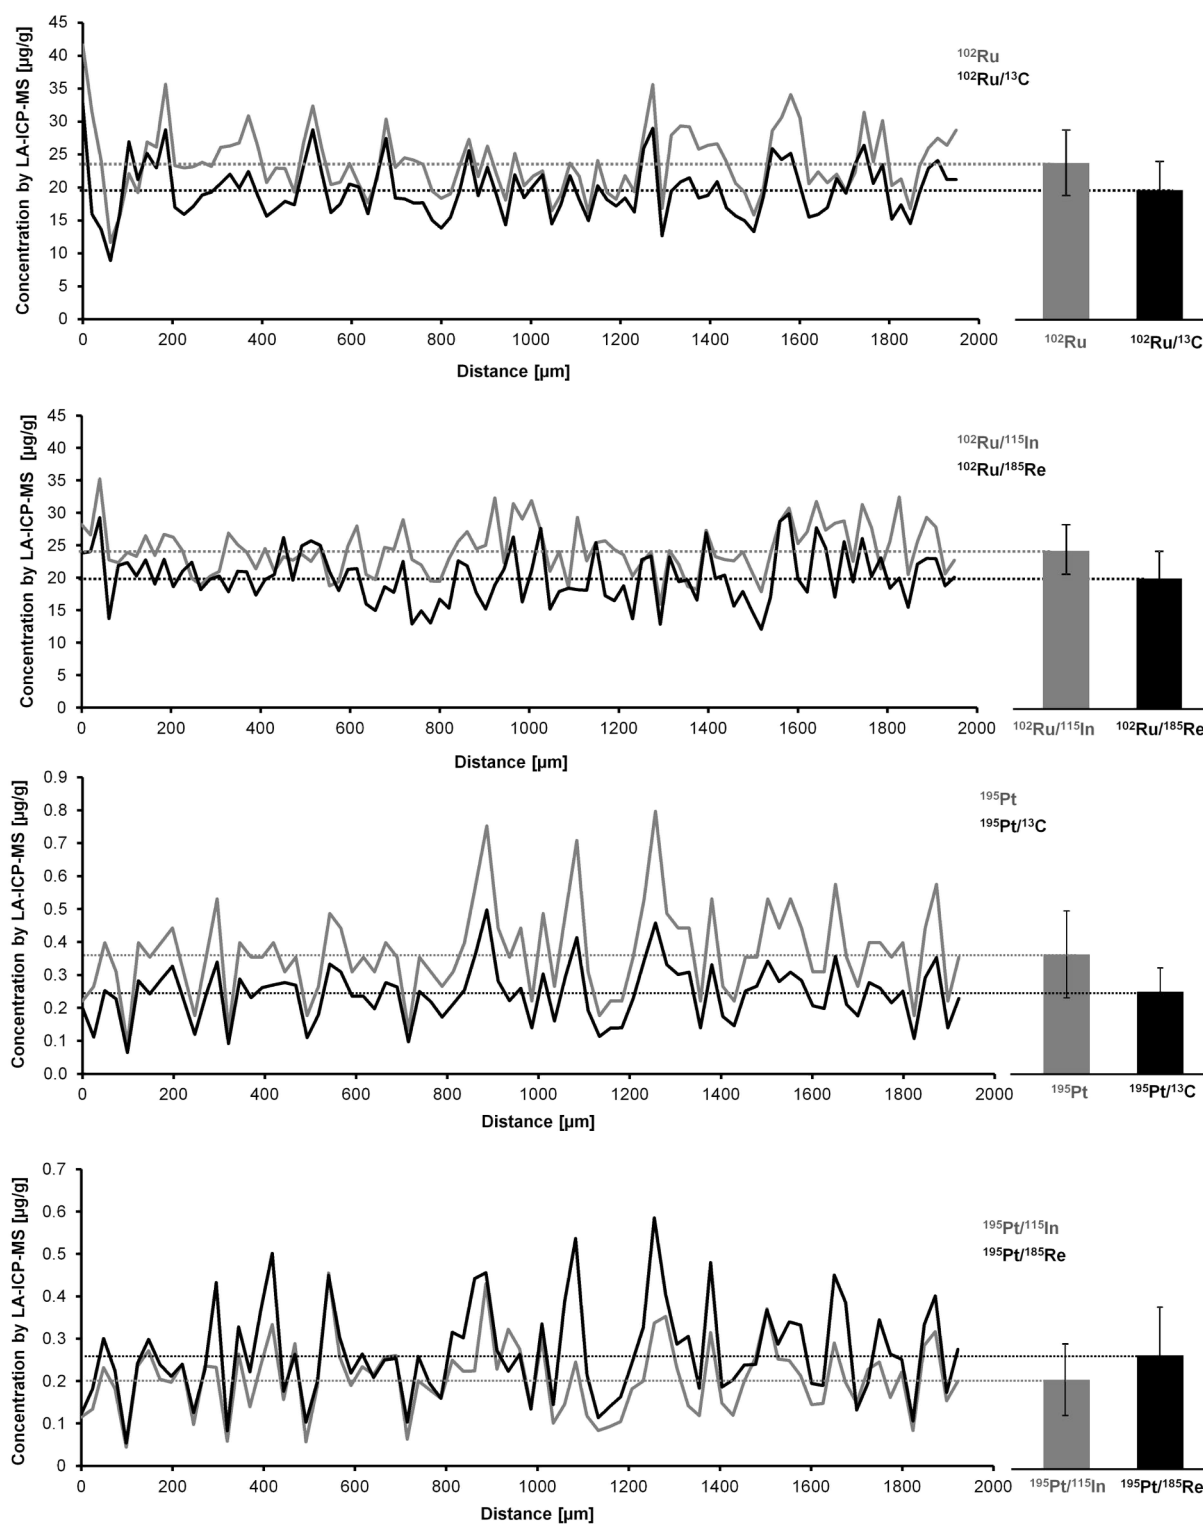 Concentration by LA-ICP-MS [µg/g]
45
40
35
30
25
20
15
10
5
0
0 200 400 600 800 1000 1200 1400 1600 1800 2000
Distance [µm]
¹⁰²Ru
¹⁰²Ru/¹³C
¹⁰²Ru ¹⁰²Ru/¹³C
Concentration by LA-ICP-MS [µg/g]
45
40
35
30
25
20
15
10
5
0
0 200 400 600 800 1000 1200 1400 1600 1800 2000
Distance [µm]
¹⁰²Ru/¹¹⁵In
¹⁰²Ru/¹⁸⁵Re
¹⁰²Ru/¹¹⁵In ¹⁰²Ru/¹⁸⁵Re
Concentration by LA-ICP-MS [µg/g]
0.9
0.8
0.7
0.6
0.5
0.4
0.3
0.2
0.1
0.0
0 200 400 600 800 1000 1200 1400 1600 1800 2000
Distance [µm]
¹⁹⁵Pt
¹⁹⁵Pt/¹³C
¹⁹⁵Pt ¹⁹⁵Pt/¹³C
Concentration by LA-ICP-MS [µg/g]
0.7
0.6
0.5
0.4
0.3
0.2
0.1
0
0 200 400 600 800 1000 1200 1400 1600 1800 2000
Distance [µm]
¹⁹⁵Pt/¹¹⁵In
¹⁹⁵Pt/¹⁸⁵Re
¹⁹⁵Pt/¹¹⁵In ¹⁹⁵Pt/¹⁸⁵Re